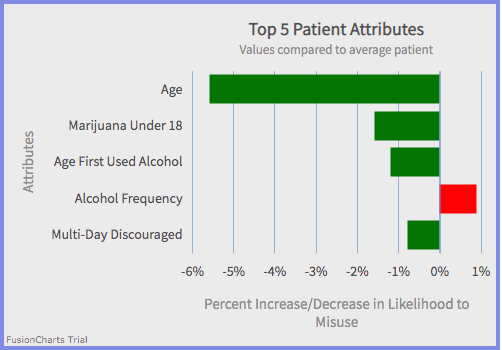 Top 5 Patient Attributes
Values compared to average patient
Attributes
Age
Marijuana Under 18
Age First Used Alcohol
Alcohol Frequency
Multi-Day Discouraged
-6% -5% -4% -3% -2% -1% 0% 1%
Percent Increase/Decrease in Likelihood to
Misuse
FusionCharts Trial